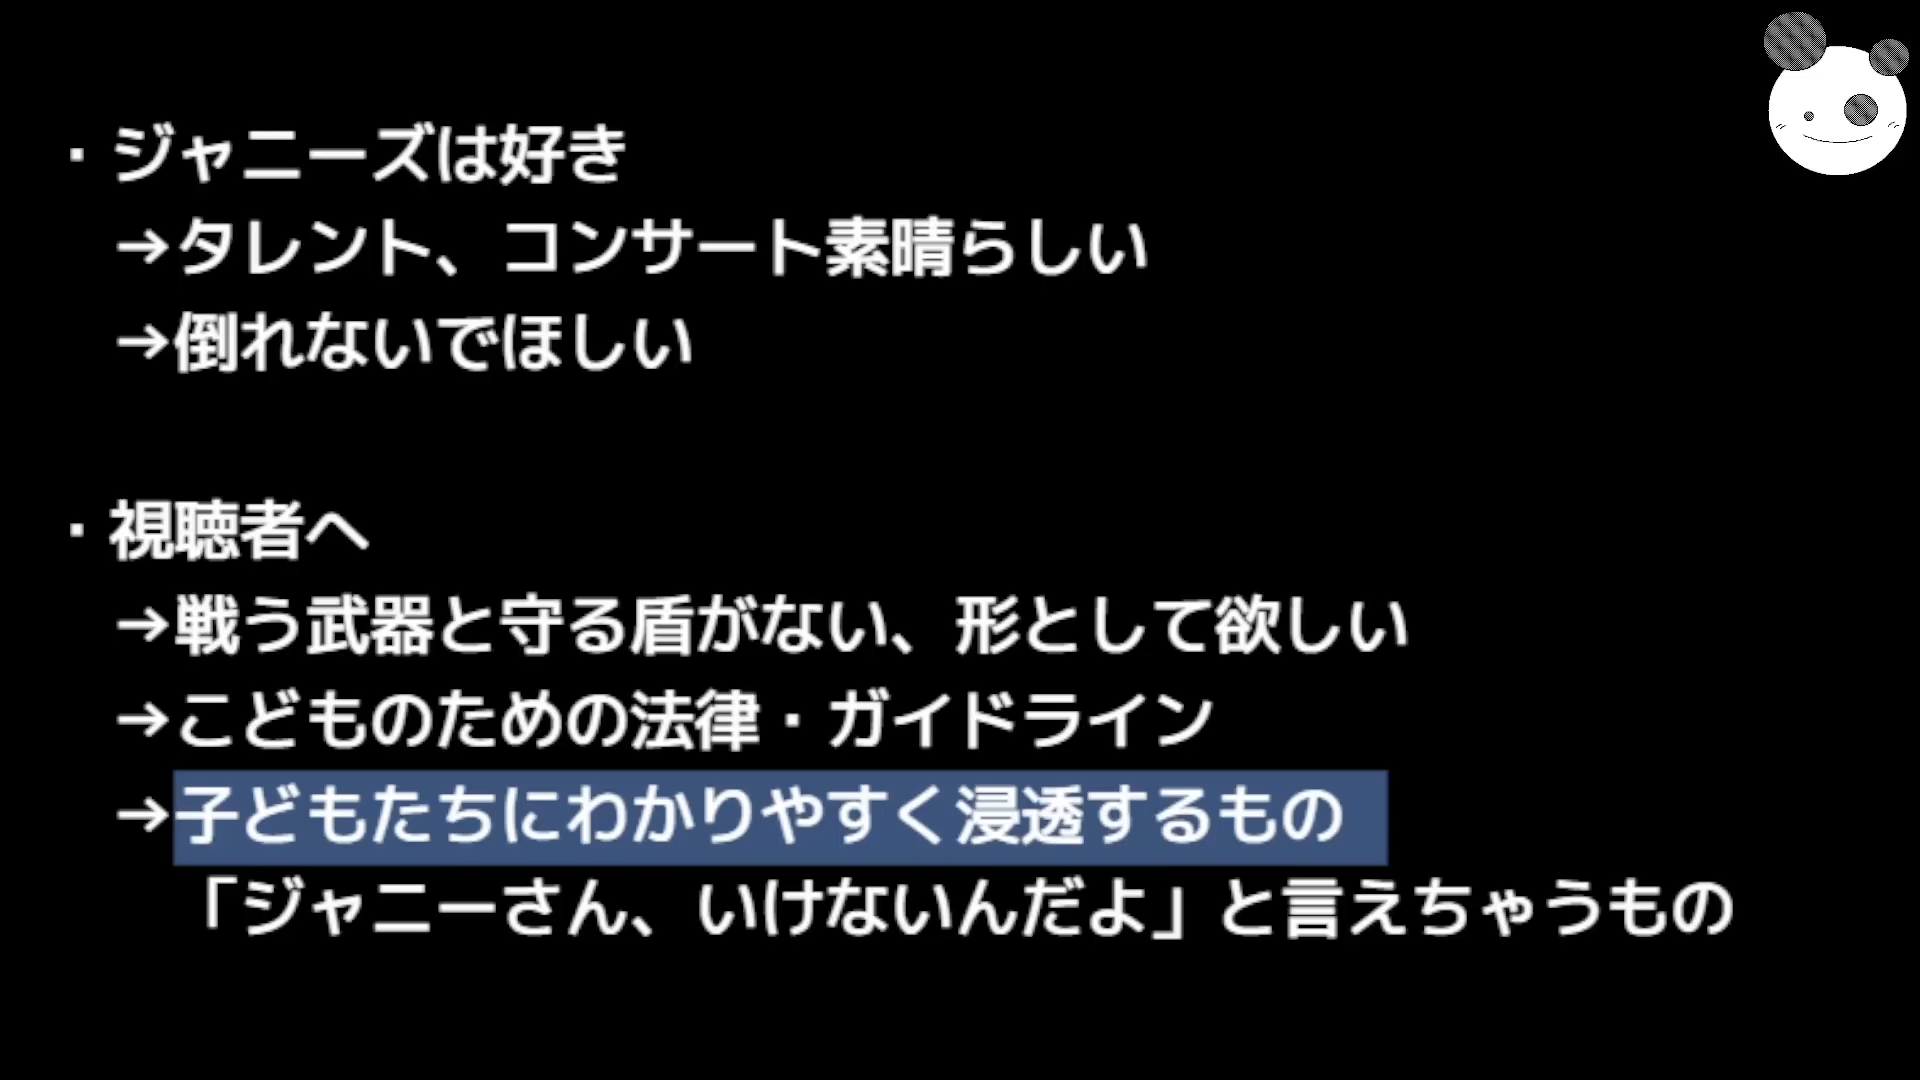 ・ジャニーズは好き
→タレント、コンサート素晴らしい
→倒れないでほしい
・視聴者へ
→戦う武器と守る盾がない、形として欲しい
→こどものための法律・ガイドライン
→子どもたちにわかりやすく浸透するもの
「ジャニーさん、いけないんだよ」と言えちゃうもの